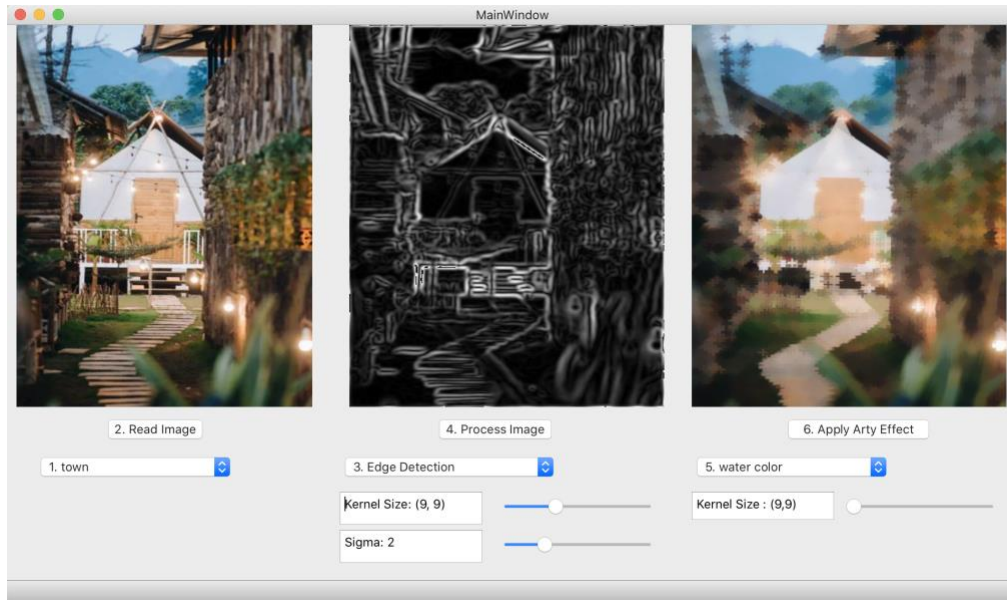 MainWindow
2. Read Image
4. Process Image
6. Apply Arty Effect
1. town
3. Edge Detection
5. water color
Kernel Size: (9, 9)
Kernel Size : (9,9)
Sigma: 2